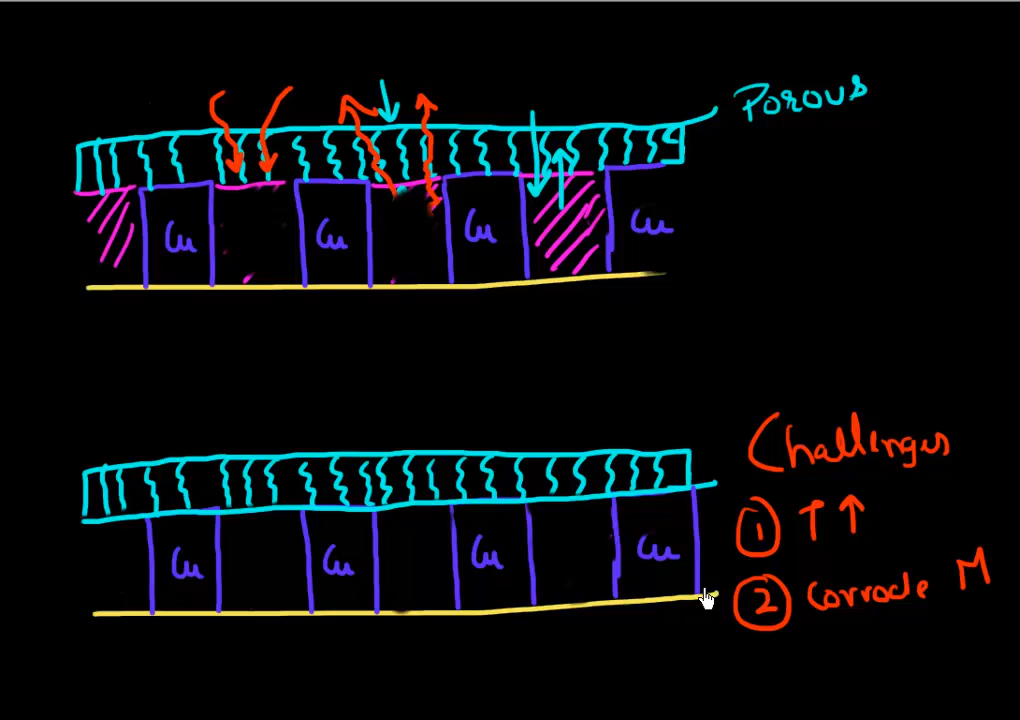 Porous
Cu Cu Cu Cu
Challenges
① T ↑
Cu Cu Cu Cu
② Corrode M